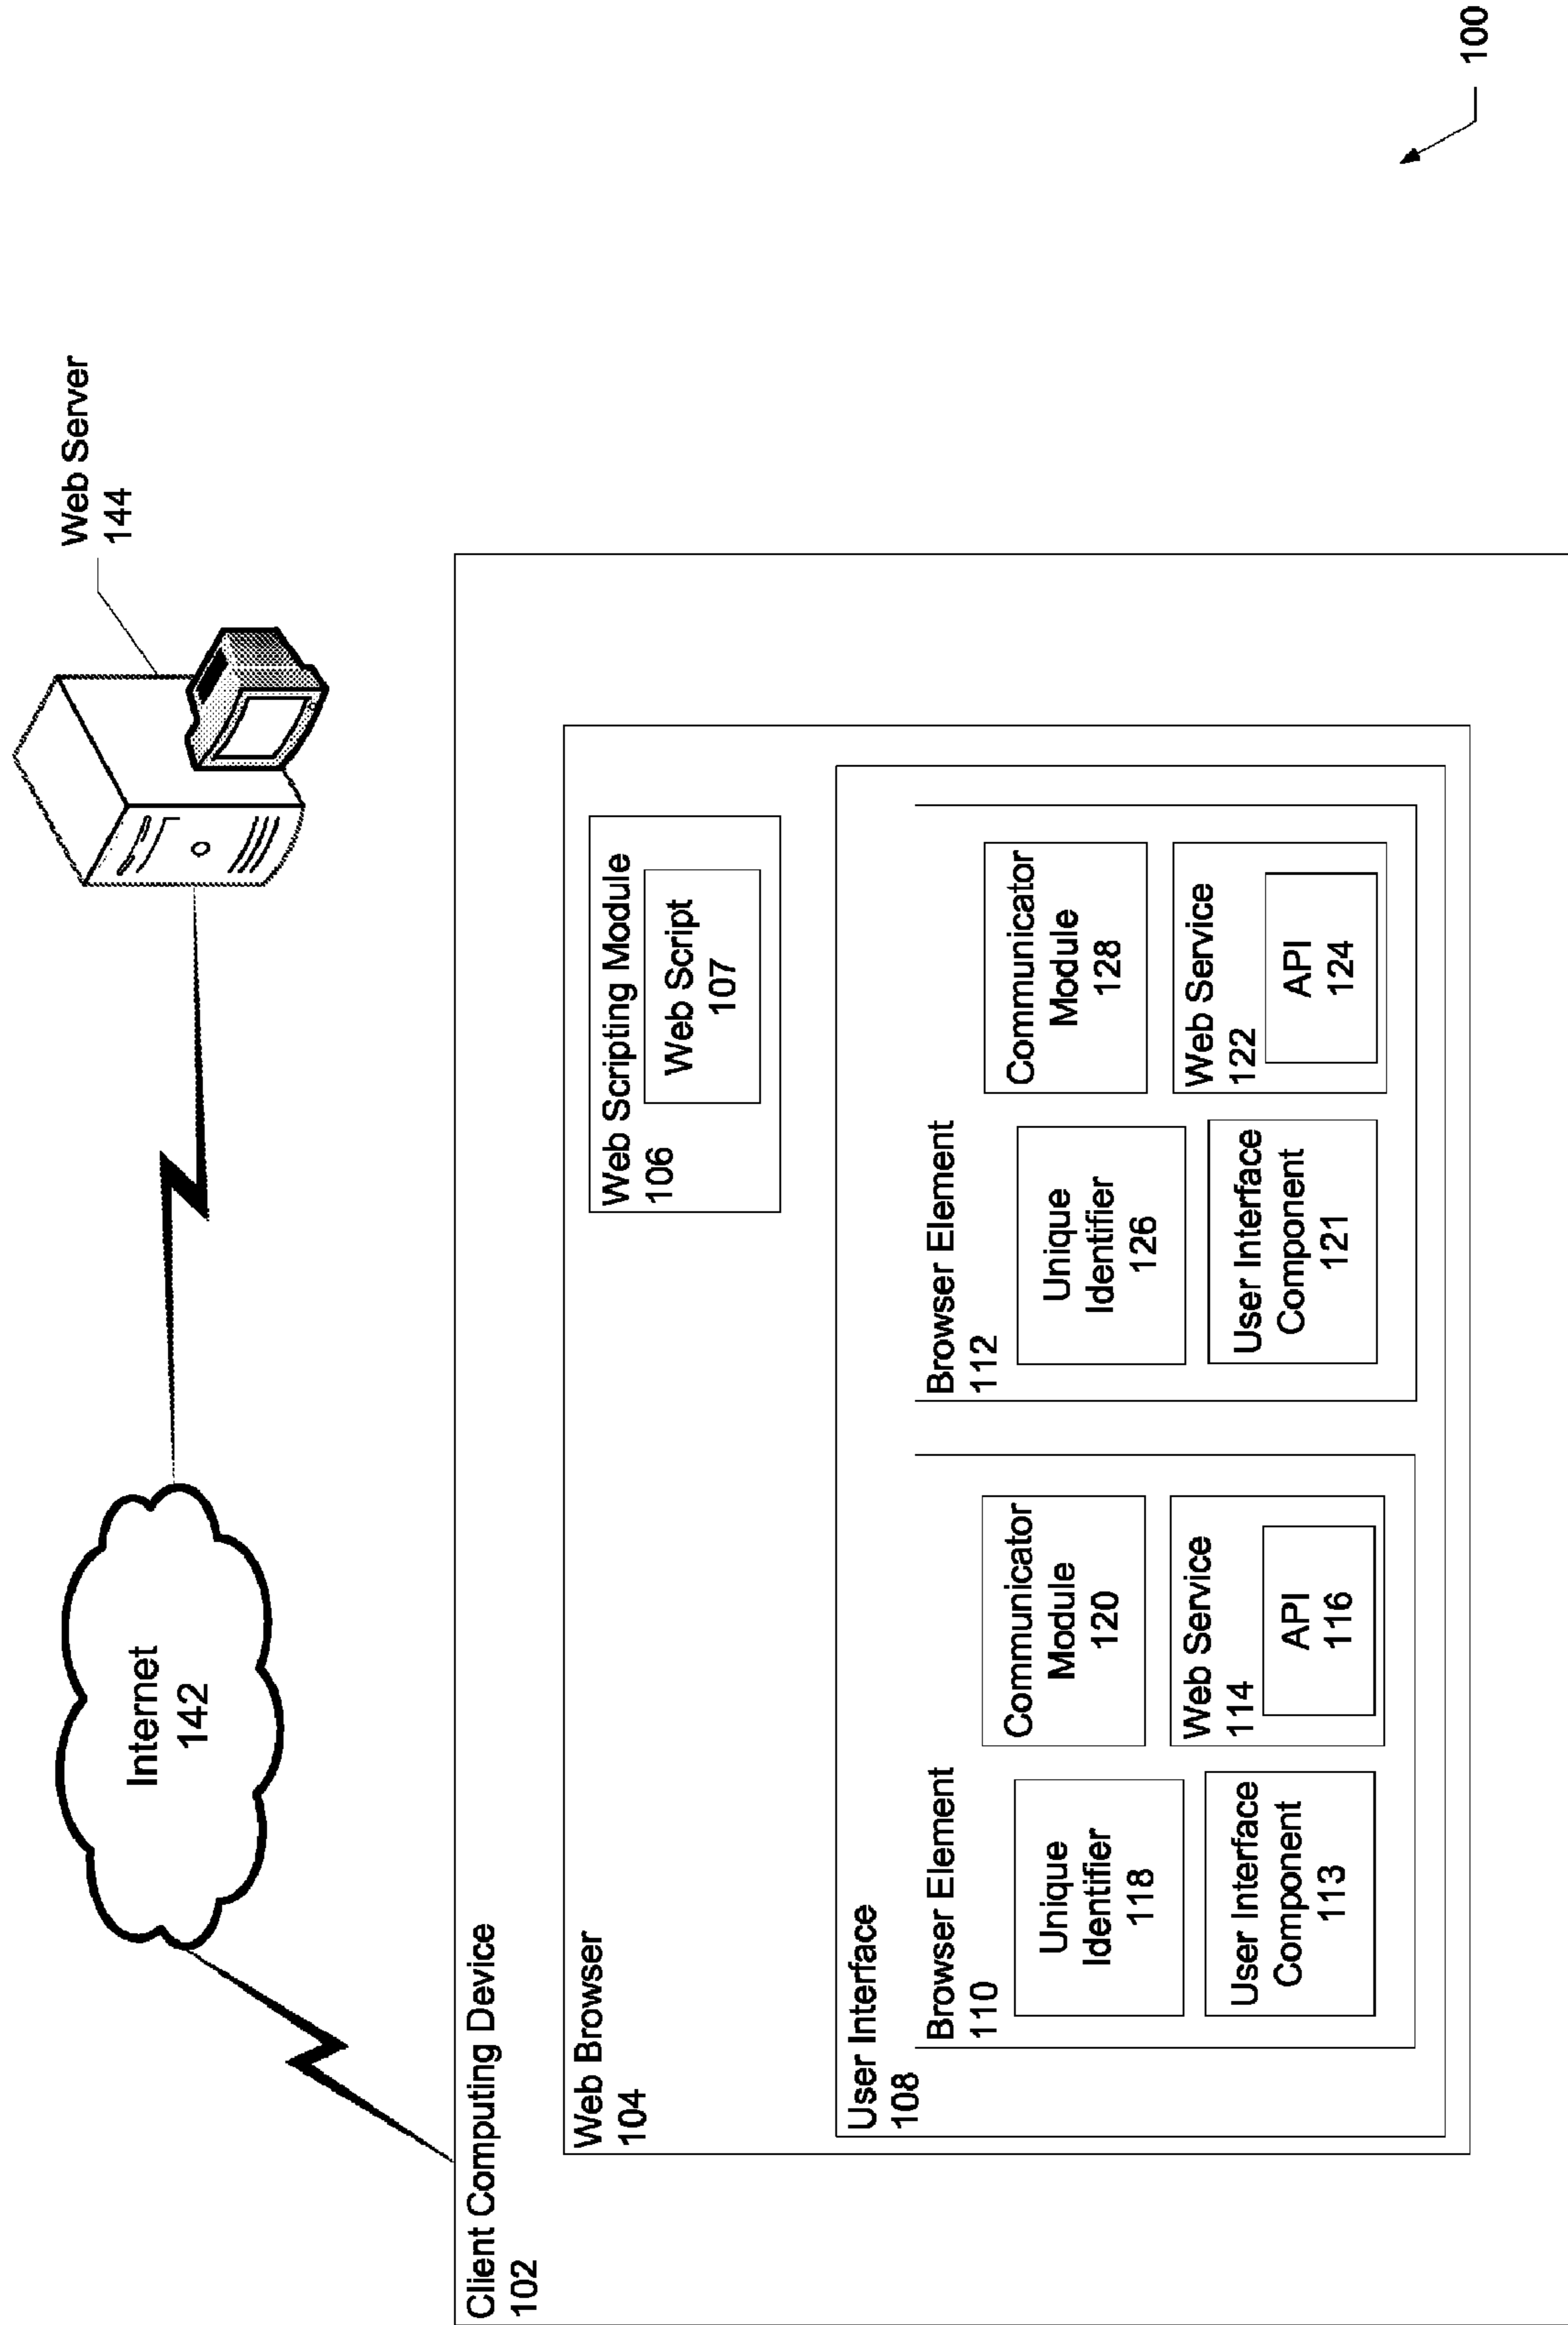 Web Server
144
Internet
142
Client Computing Device
102
Web Browser
104
Web Scripting Module
106
Web Script
107
User Interface
108
Browser Element
110
Unique
Identifier
118
Communicator
Module
120
User Interface
Component
113
Web Service
114
API
116
Browser Element
112
Unique
Identifier
126
Communicator
Module
128
User Interface
Component
121
Web Service
122
API
124
100